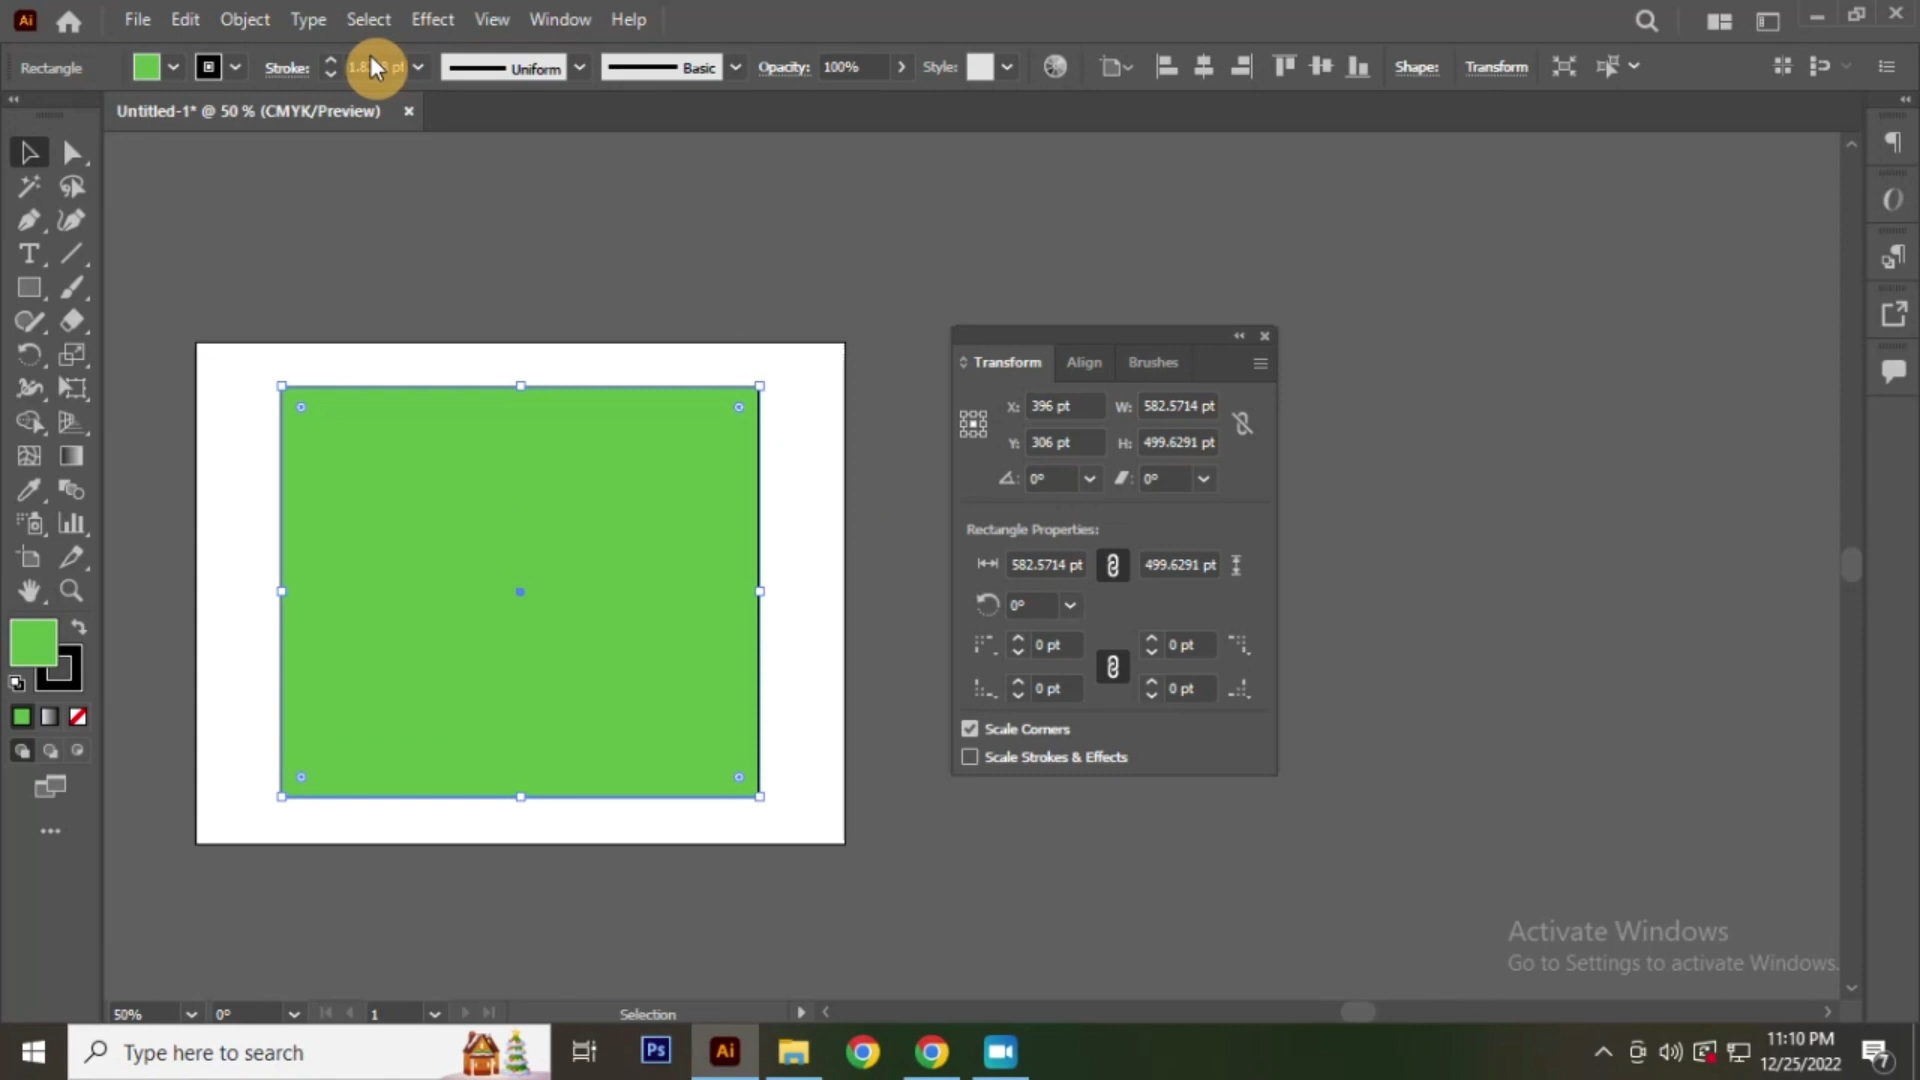 Ai File Edit Object Type Select Effect View Window Help
Rectangle Stroke: Uniform Basic Opacity: 100% Style: Shape: Transform
Untitled-1* @ 50 % (CMYK/Preview) ×
Transform Align Brushes
X: 396 pt W: 582.5714 pt
Y: 306 pt H: 499.6291 pt
0° 0°
Rectangle Properties:
582.5714 pt 499.6291 pt
0°
0 pt 0 pt
0 pt 0 pt
Scale Corners
Scale Strokes & Effects
Activate Windows
Go to Settings to activate Windows.
50% 0° 1 Selection
Type here to search Ps Ai 11:10 PM
12/25/2022 7